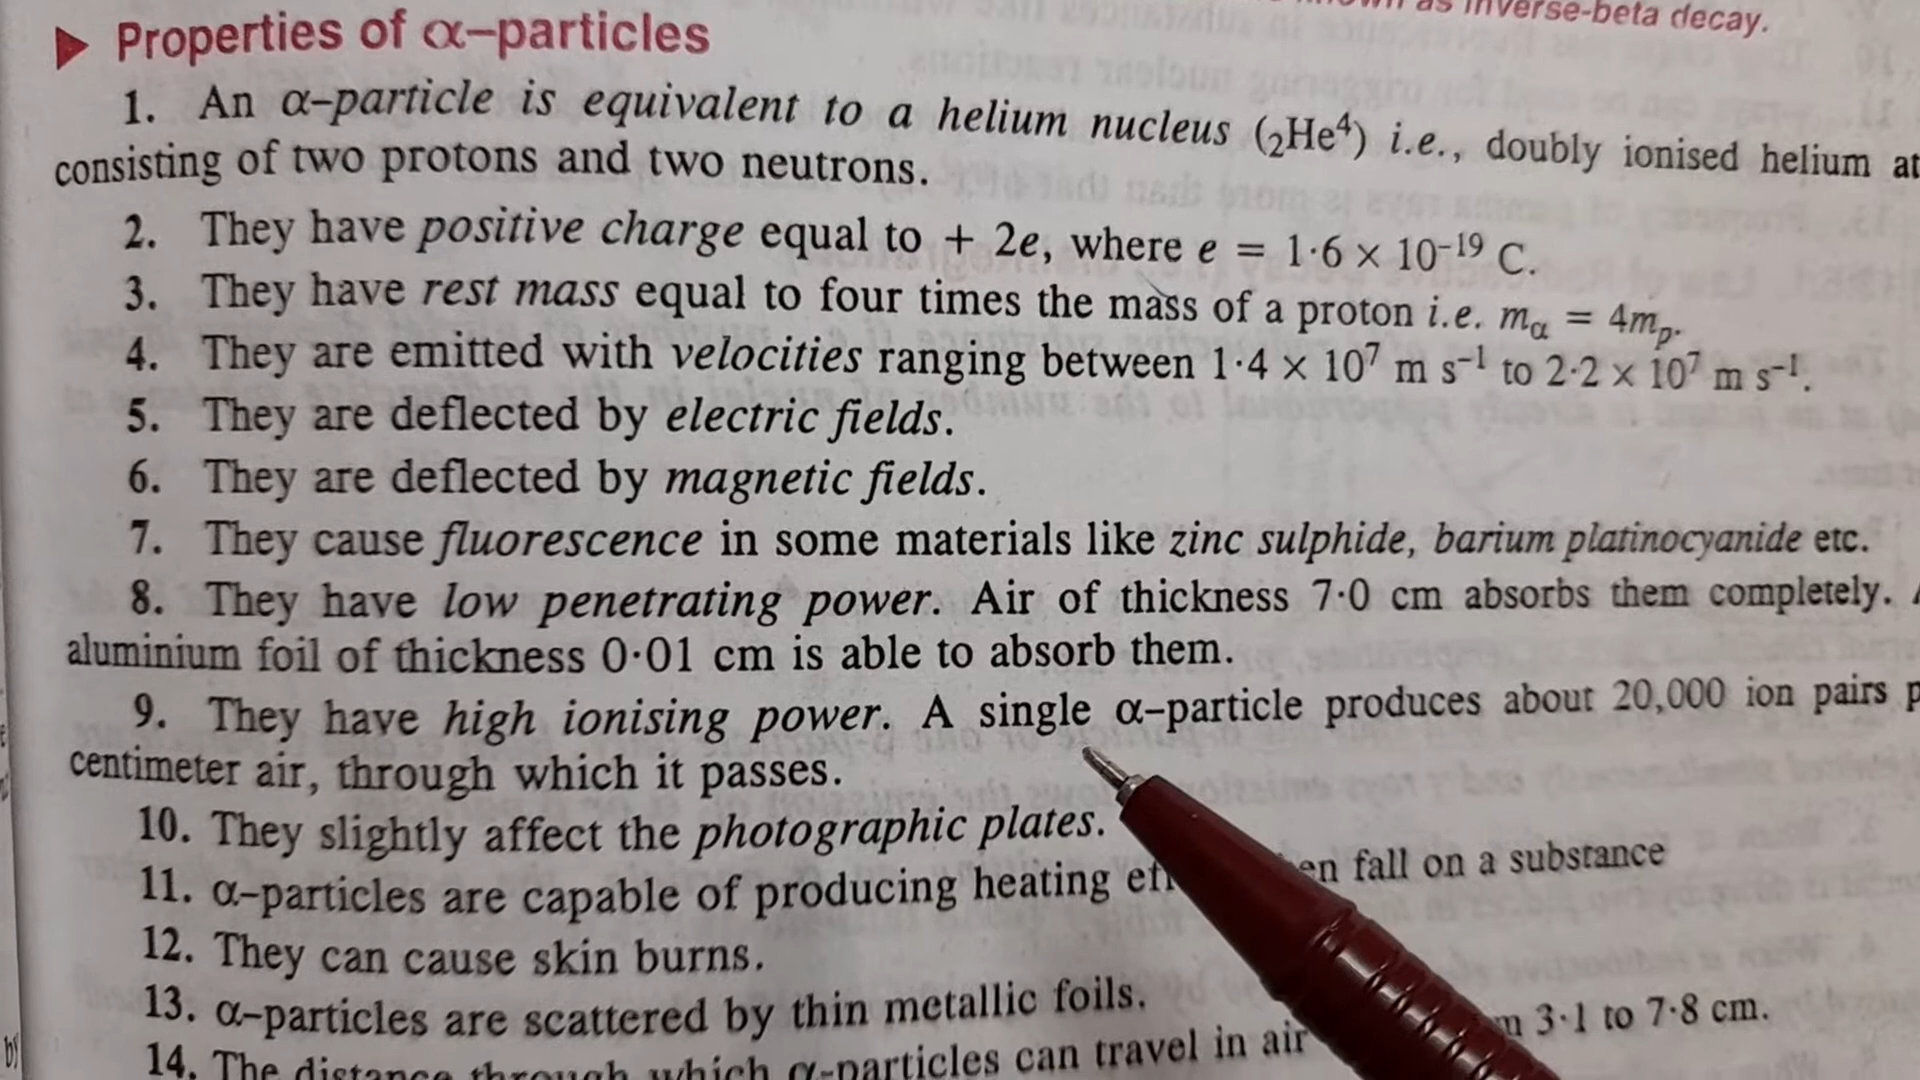 as inverse-beta decay.
▶ Properties of α–particles
1. An α–particle is equivalent to a helium nucleus (₂He⁴) i.e., doubly ionised helium
consisting of two protons and two neutrons.
2. They have positive charge equal to + 2e, where e = 1·6 × 10⁻¹⁹ C.
3. They have rest mass equal to four times the mass of a proton i.e. mα = 4mₚ.
4. They are emitted with velocities ranging between 1·4 × 10⁷ m s⁻¹ to 2·2 × 10⁷ m s⁻¹.
5. They are deflected by electric fields.
6. They are deflected by magnetic fields.
7. They cause fluorescence in some materials like zinc sulphide, barium platinocyanide etc.
8. They have low penetrating power. Air of thickness 7·0 cm absorbs them completely.
aluminium foil of thickness 0·01 cm is able to absorb them.
9. They have high ionising power. A single α–particle produces about 20,000 ion pairs
centimeter air, through which it passes.
10. They slightly affect the photographic plates.
11. α–particles are capable of producing heating fall on a substance
12. They can cause skin burns.
13. α–particles are scattered by thin metallic foils.
14. The distance through which α–particles can travel in air 3·1 to 7·8 cm.